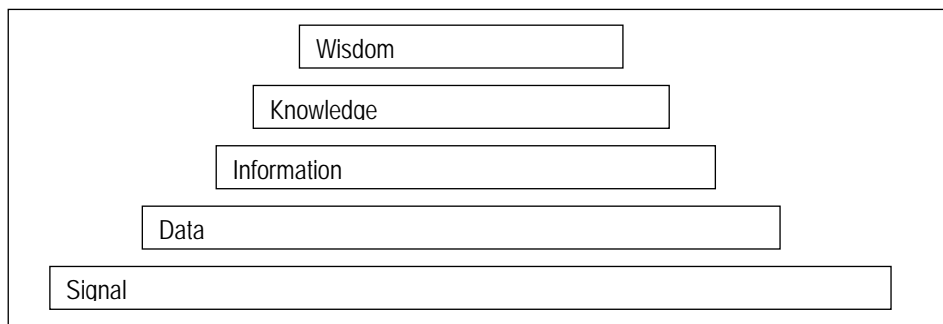 Wisdom
Knowledge
Information
Data
Signal